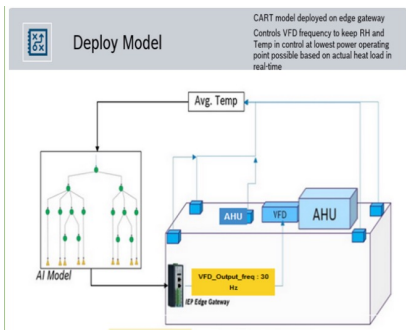 Deploy Model
CART model deployed on edge gateway
Controls VFD frequency to keep RH and
Temp in control at lowest power operating
point possible based on actual heat load in
real-time
Avg. Temp
AHU
VFD
AHU
AI Model
VFD_Output_freq : 30
Hz
IEP Edge Gateway